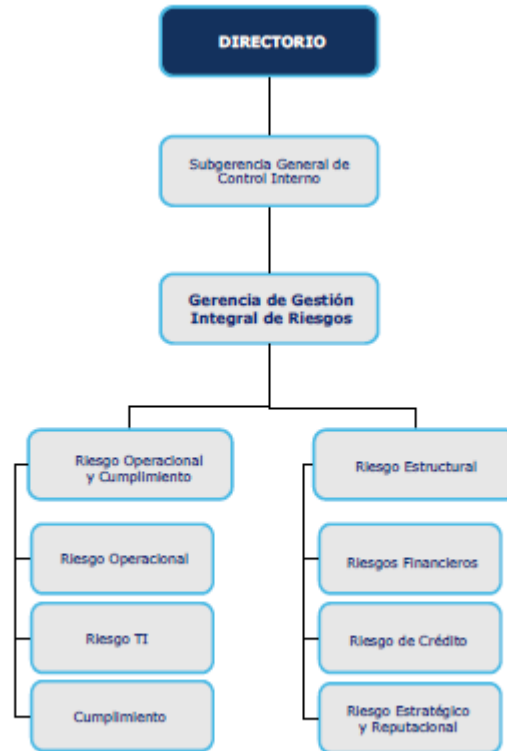 DIRECTORIO
Subgerencia General de
Control Interno
Gerencia de Gestión
Integral de Riesgos
Riesgo Operacional
y Cumplimiento
Riesgo Estructural
Riesgo Operacional
Riesgos Financieros
Riesgo TI
Riesgo de Crédito
Cumplimiento
Riesgo Estratégico
y Reputacional